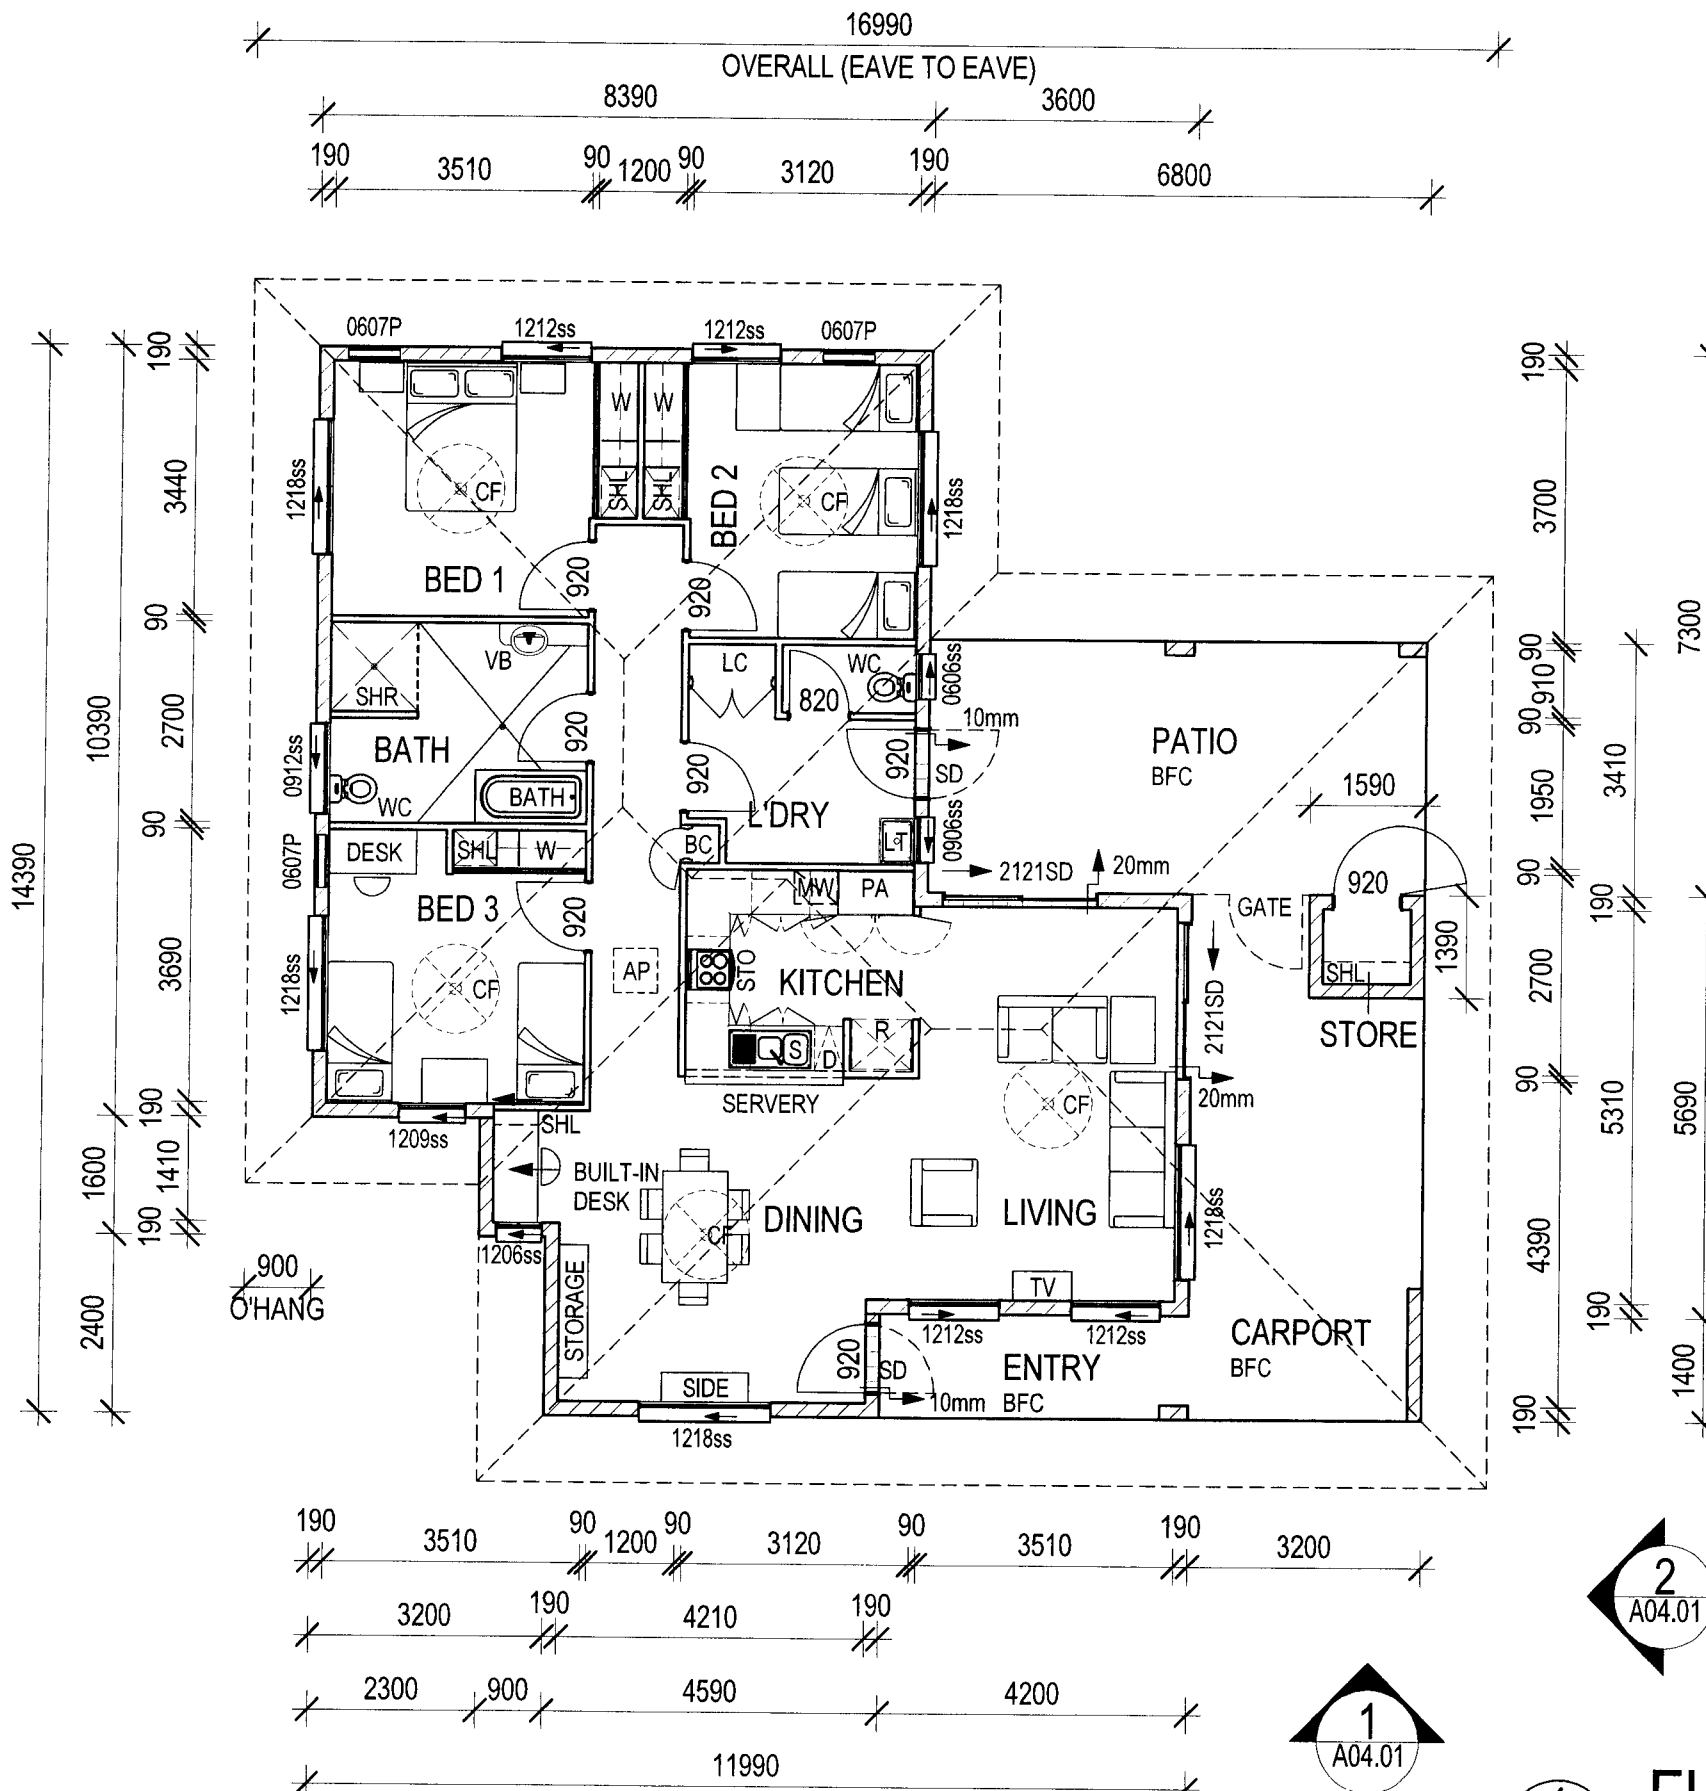 16990
OVERALL (EAVE TO EAVE)
8390 3600
190 3510 90 1200 90 3120 190 6800
0607P 1212ss 1212ss 0607P
190 190
W W
1218ss 3440 CF SHL SHL BED 2 CF 1218ss 3700
BED 1 920 920
90 7300
VB LC WC 0606ss 90
SHR 820 910
10mm 90
10390 2700 BATH 920 920 920 SD PATIO
BFC
0912ss WC BATH L'DRY 1590 1950 3410
90 BC LT 0906ss
0607P DESK SHL W 2121SD 20mm 920 90
14390 BED 3 920 MW PA GATE 190
3690 1218ss CF AP STO KITCHEN 2121SD SHL 1390 2700
R STORE
S D
90
190 SERVERY CF 20mm 5310 5690
1209ss SHL
1600 1410 BUILT-IN
DESK
DINING LIVING 1218ss
190 CF 4390
1206ss
900 TV
O'HANG
2400 STORAGE 1212ss 1212ss 190
920 SD ENTRY
BFC
CARPORT
BFC
1400
SIDE 10mm 190
1218ss
190 3510 90 1200 90 3120 90 3510 190 3200
3200 190 4210 190
2300 900 4590 4200
11990
2
A04.01
1
A04.01